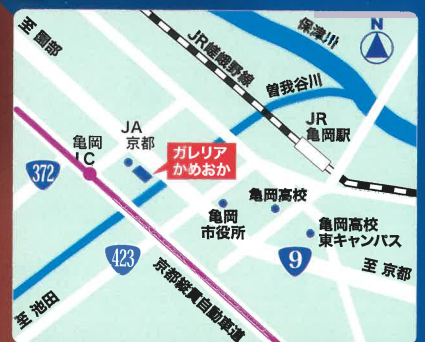 至 園部
JR嵯峨野線
保津川
N
曽我谷川
JR
亀岡駅
JA
京都
亀岡
IC
372
ガレリア
かめおか
亀岡
市役所
亀岡高校
亀岡高校
東キャンパス
423
9
至 京都
京都縦貫自動車道
至 池田